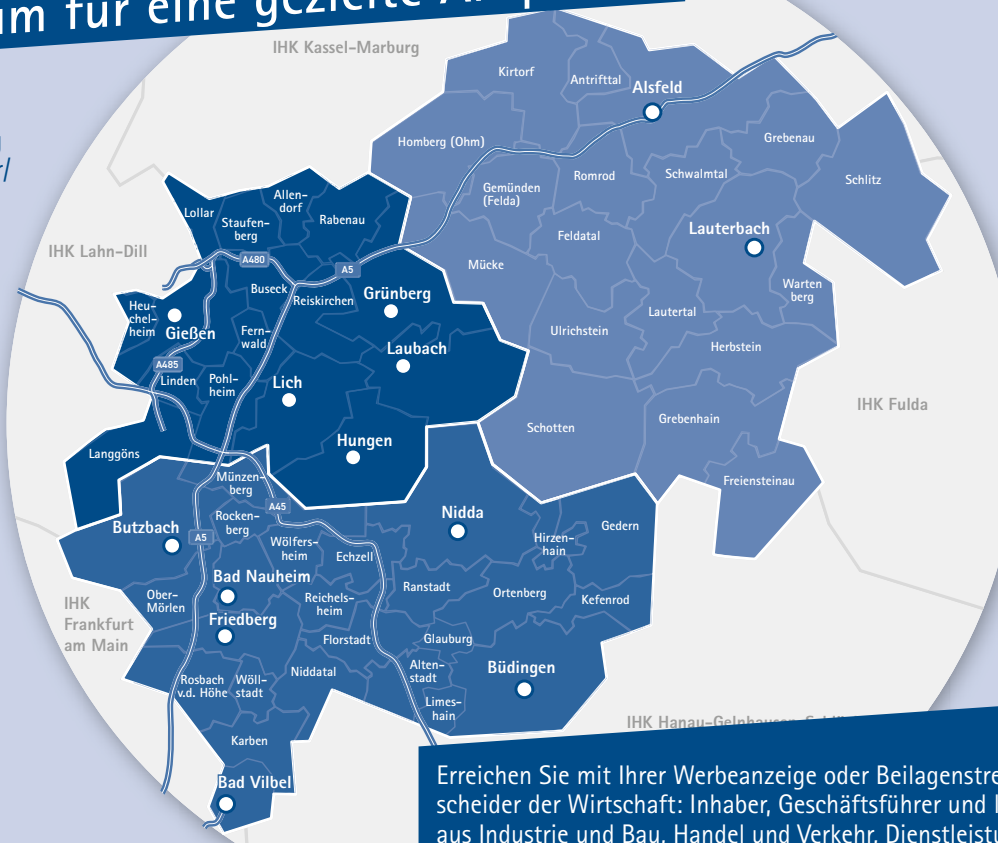 um für eine gezielte
IHK Kassel-Marburg
Kirtorf
Antrifttal
Alsfeld
Homberg (Ohm)
Grebenau
Gemünden
(Felda)
Romrod
Schwalmtal
Schlitz
Allen-
dorf
Lollar
Staufen-
berg
Rabenau
Lauterbach
Feldatal
IHK Lahn-Dill
A480
A5
Mücke
Buseck
Reiskirchen
Grünberg
Warten
berg
Heu-
chel-
heim
Gießen
Fern-
wald
Lautertal
Ulrichstein
Herbstein
Laubach
A485
Linden
Pohl-
heim
Lich
IHK Fulda
Schotten
Grebenhain
Hungen
Langgöns
Freiensteinau
Münzen-
berg
A45
Butzbach
Rocken-
berg
A5
Nidda
Gedern
Hirzen-
hain
Wölfers-
heim
Echzell
Bad Nauheim
Ranstadt
Ortenberg
Kefenrod
Ober-
Mörlen
Reichels-
heim
IHK
Frankfurt
am Main
Friedberg
Florstadt
Glauburg
Rosbach
v.d. Höhe
Wöll-
stadt
Niddatal
Alten-
stadt
Büdingen
Limes-
hain
IHK Hanau-Gelnhausen-
Karben
Bad Vilbel
Erreichen Sie mit Ihrer Werbeanzeige oder Beilagenstre
scheider der Wirtschaft: Inhaber, Geschäftsführer und
aus Industrie und Bau, Handel und Verkehr, Dienstleistu